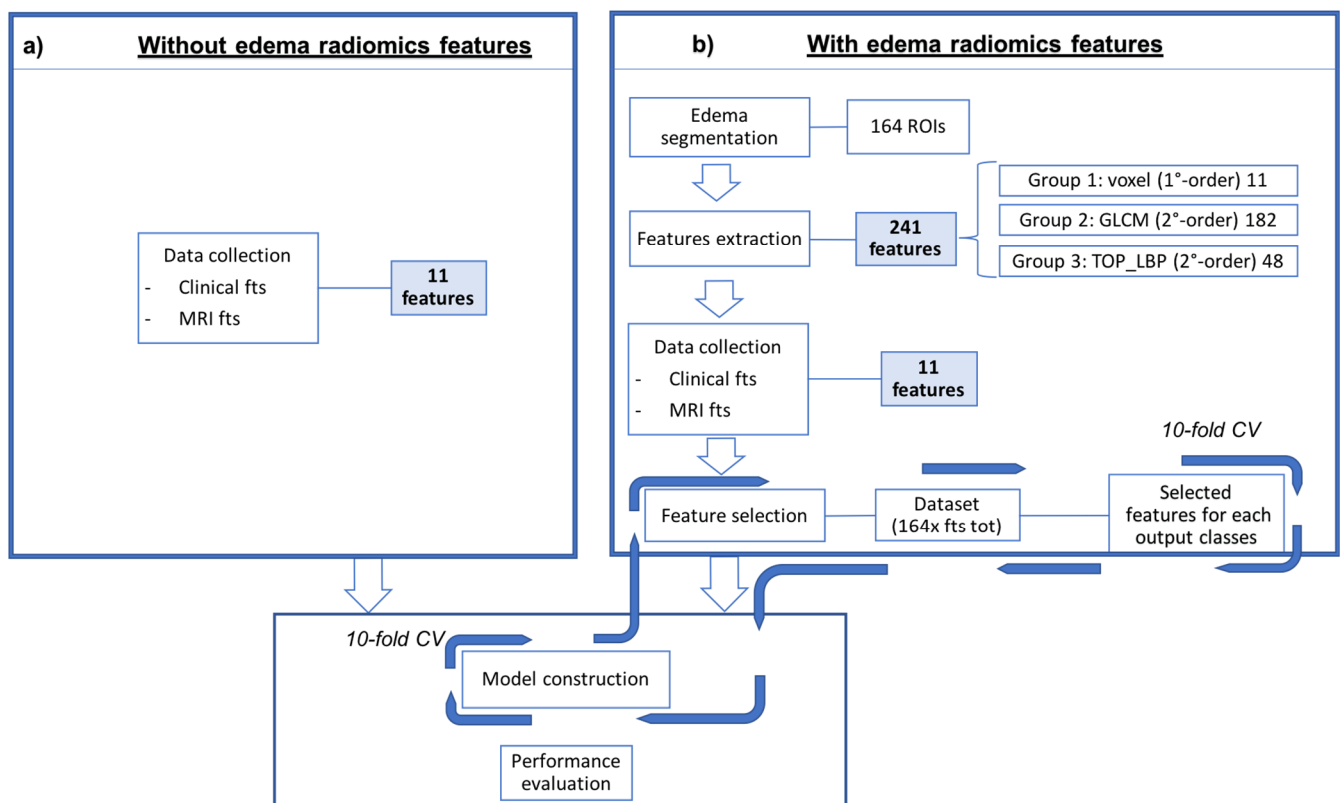 a) Without edema radiomics features
Data collection
- Clinical fts
- MRI fts
11
features
b) With edema radiomics features
Edema
segmentation
164 ROIs
Features extraction
241
features
Group 1: voxel (1°-order) 11
Group 2: GLCM (2°-order) 182
Group 3: TOP_LBP (2°-order) 48
Data collection
- Clinical fts
- MRI fts
11
features
10-fold CV
Feature selection
Dataset
(164x fts tot)
Selected
features for each
output classes
10-fold CV
Model construction
Performance
evaluation